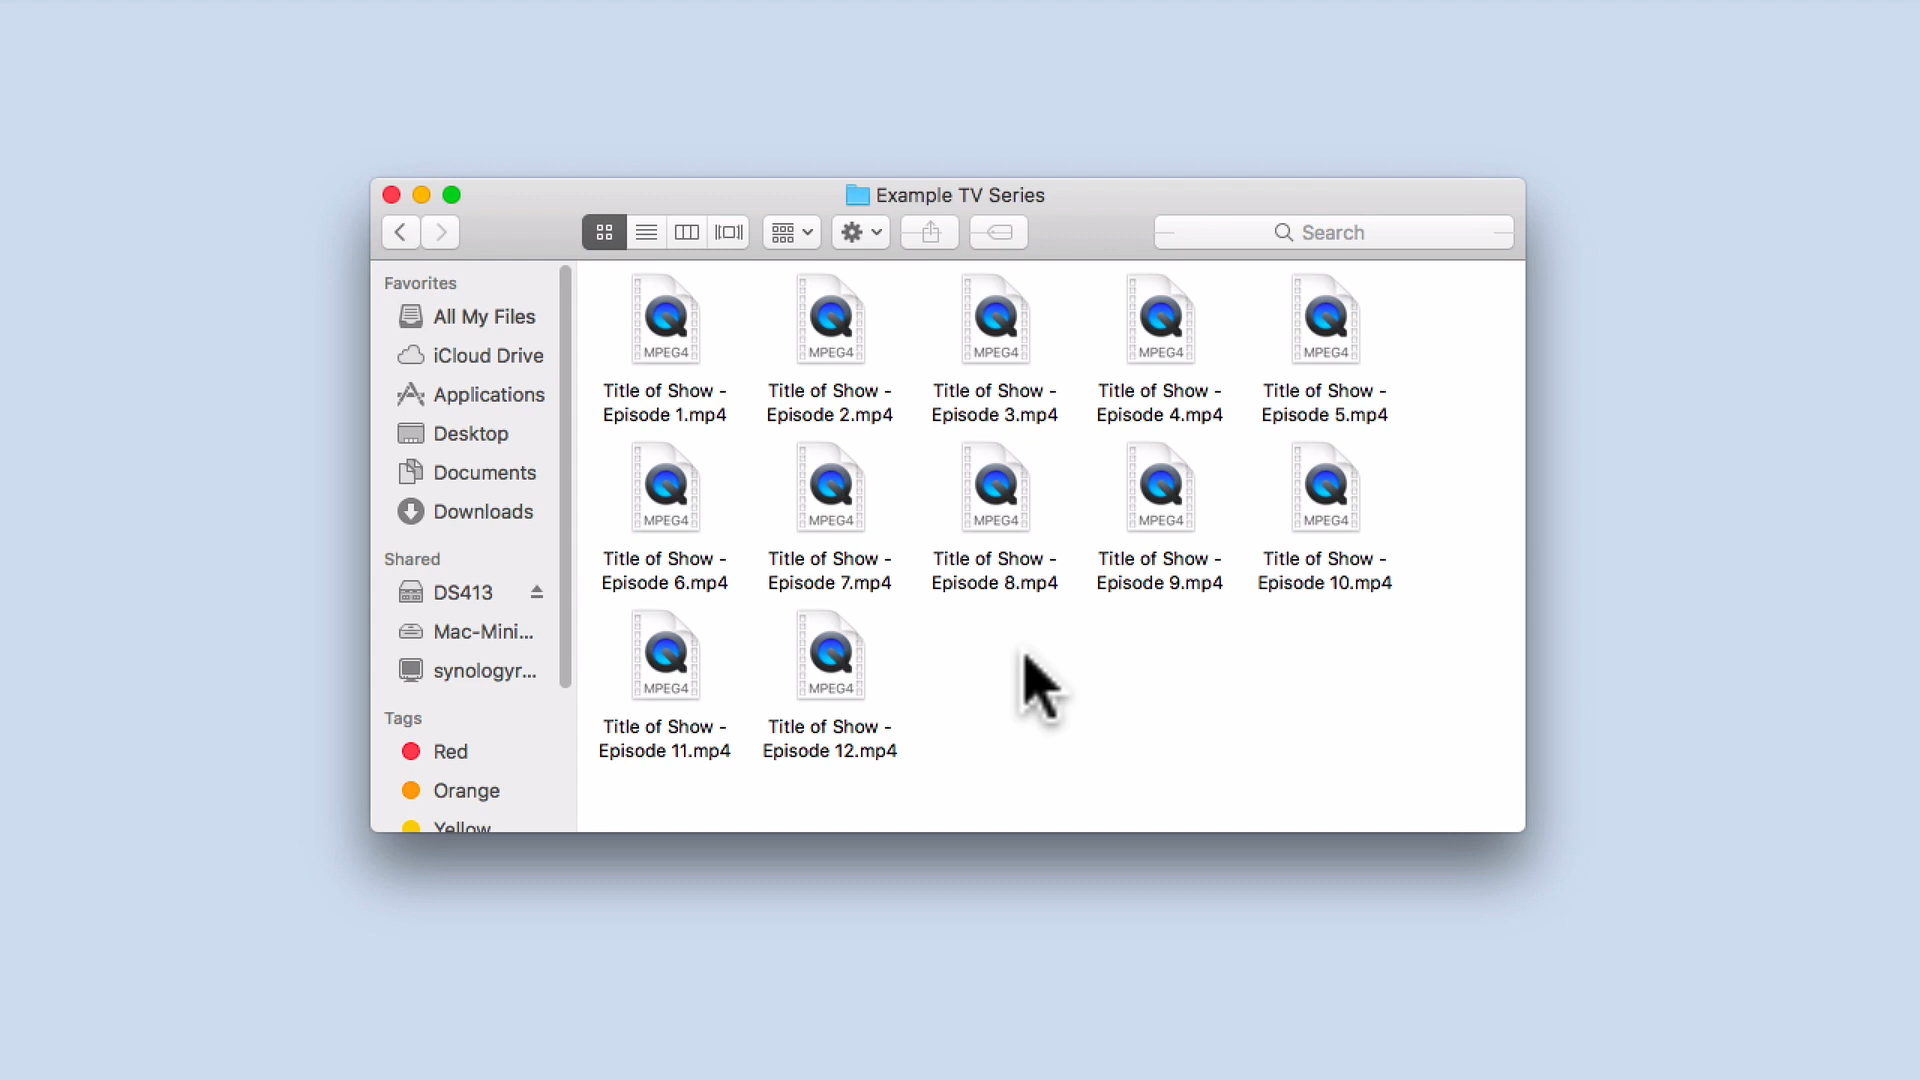 Example TV Series
Search
Favorites
All My Files
iCloud Drive
Applications
Desktop
Documents
Downloads
Shared
DS413
Mac-Mini...
synologyr...
Tags
Red
Orange
Yellow
MPEG4 MPEG4 MPEG4 MPEG4 MPEG4
Title of Show - Title of Show - Title of Show - Title of Show - Title of Show -
Episode 1.mp4 Episode 2.mp4 Episode 3.mp4 Episode 4.mp4 Episode 5.mp4
MPEG4 MPEG4 MPEG4 MPEG4 MPEG4
Title of Show - Title of Show - Title of Show - Title of Show - Title of Show -
Episode 6.mp4 Episode 7.mp4 Episode 8.mp4 Episode 9.mp4 Episode 10.mp4
MPEG4 MPEG4
Title of Show - Title of Show -
Episode 11.mp4 Episode 12.mp4